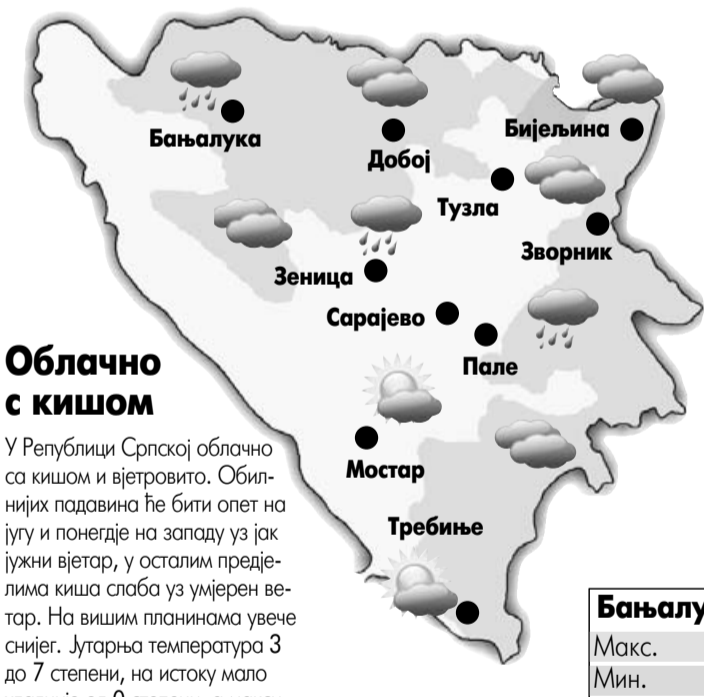 Бањалука
Добој
Бијељина
Тузла
Зворник
Зеница
Сарајево
Пале
Мостар
Требиње
Облачно
с кишом
У Републици Српској облачно
са кишом и вјетровито. Обил-
нијих падавина ће бити опет на
југу и понегдје на западу уз јак
јужни вјетар, у осталим предје-
лима киша слаба уз умјерен ве-
тар. На вишим планинама увече
снијег. Јутарња температура 3
до 7 степени, на истоку мало
од 0 степени
Бањалу
Макс.
Мин.